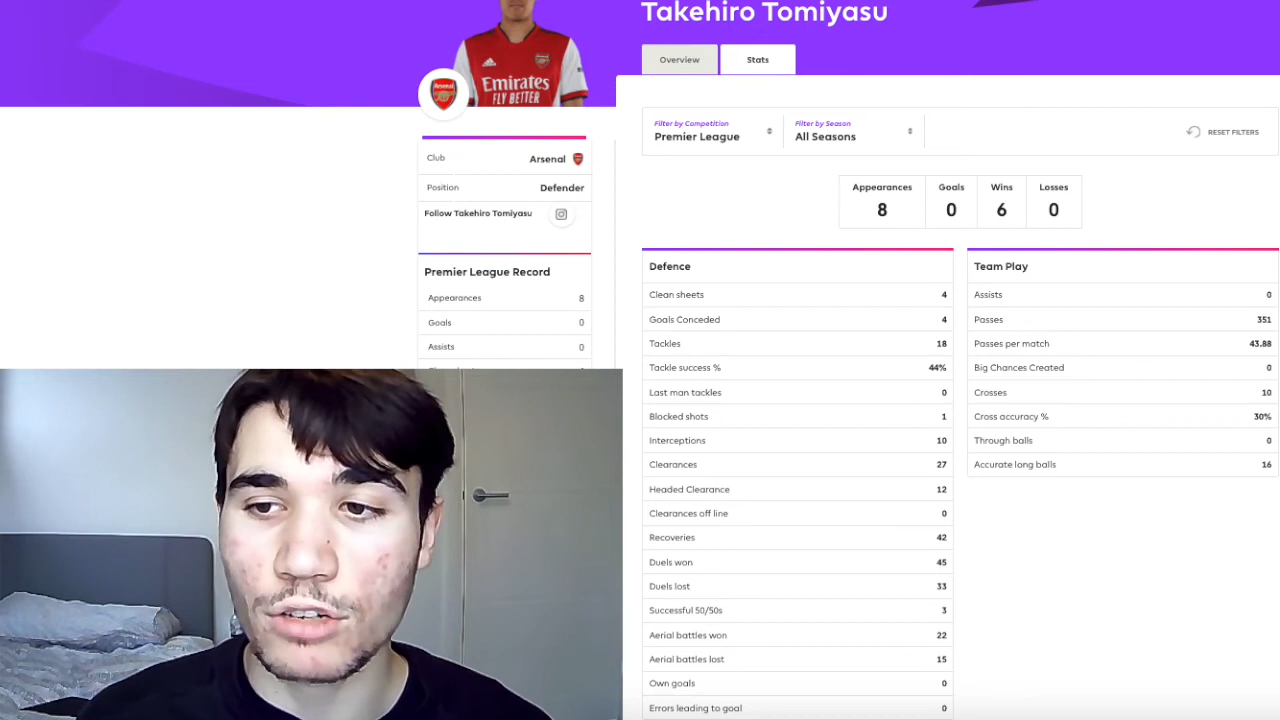 Takehiro Tomiyasu
Overview
Stats
Arsenal
Emirates
FLY BETTER
Filter by Competition
Premier League
Filter by Season
All Seasons
RESET FILTERS
Club
Arsenal
Position
Defender
Follow Takehiro Tomiyasu
Premier League Record
Appearances 8
Goals 0
Assists 0
Appearances
8
Goals
0
Wins
6
Losses
0
Defence
Clean sheets 4
Goals Conceded 4
Tackles 18
Tackle success % 44%
Last man tackles 0
Blocked shots 1
Interceptions 10
Clearances 27
Headed Clearance 12
Clearances off line 0
Recoveries 42
Duels won 45
Duels lost 33
Successful 50/50s 3
Aerial battles won 22
Aerial battles lost 15
Own goals 0
Errors leading to goal 0
Team Play
Assists 0
Passes 351
Passes per match 43.88
Big Chances Created 0
Crosses 10
Cross accuracy % 30%
Through balls 0
Accurate long balls 16